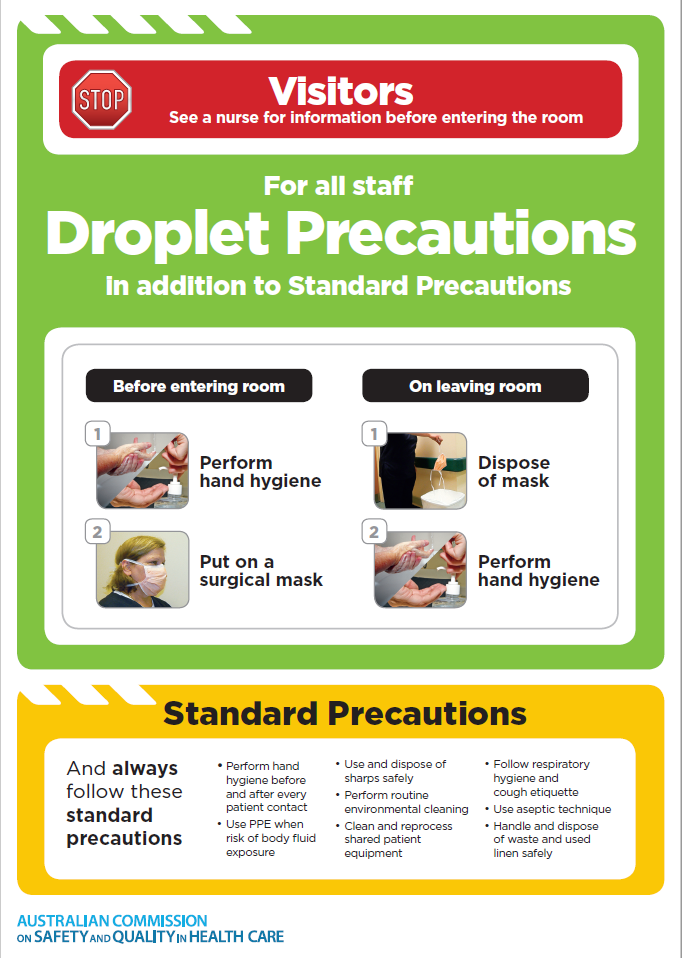 STOP
Visitors
See a nurse for information before entering the room
For all staff
Droplet Precautions
In addition to Standard Precautions
Before entering room
1
Perform
hand hygiene
2
Put on a
surgical mask
On leaving room
1
Dispose
of mask
2
Perform
hand hygiene
Standard Precautions
And always
follow these
standard
precautions
• Perform hand
hygiene before
and after every
patient contact
• Use PPE when
risk of body fluid
exposure
• Use and dispose of
sharps safely
• Perform routine
environmental cleaning
• Clean and reprocess
shared patient
equipment
• Follow respiratory
hygiene and
cough etiquette
• Use aseptic technique
• Handle and dispose
of waste and used
linen safely
AUSTRALIAN COMMISSION
ON SAFETY AND QUALITY IN HEALTH CARE